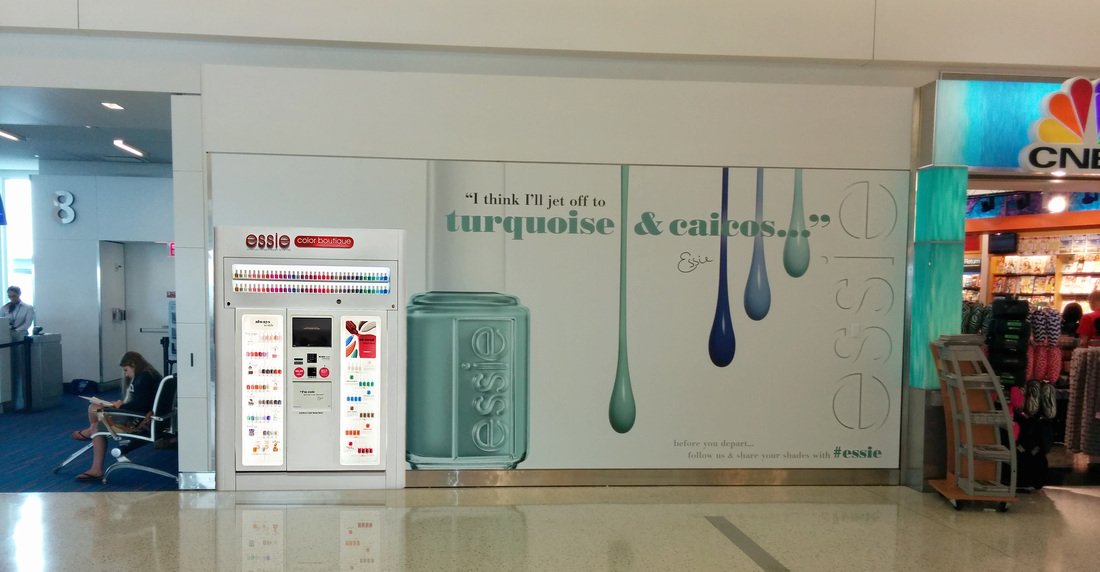 8
essie color boutique
"I think I'll jet off to
turquoise & caicos..."
Essie
essie
essie
before you depart...
follow us & share your shades with #essie
always
CNB